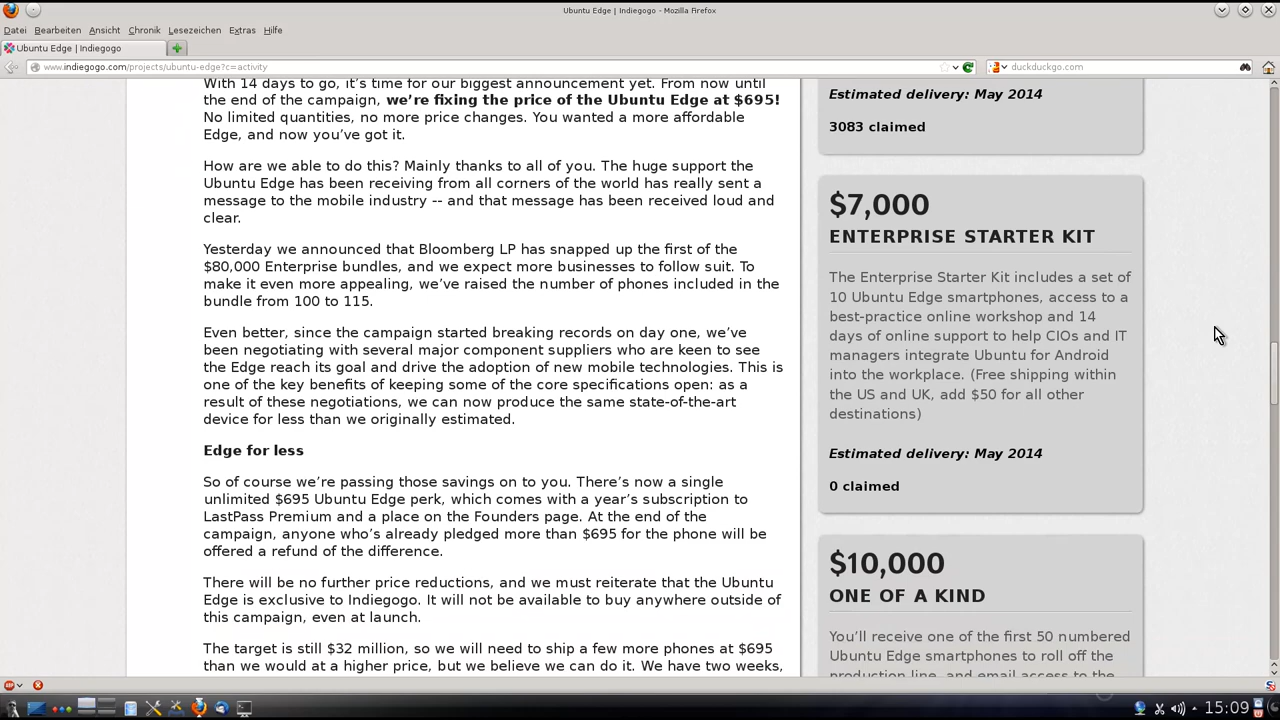 Ubuntu Edge | Indiegogo - Mozilla Firefox
Datei Bearbeiten Ansicht Chronik Lesezeichen Extras Hilfe
Ubuntu Edge | Indiegogo
www.indiegogo.com/projects/ubuntu-edge?c=activity
duckduckgo.com
With 14 days to go, it's time for our biggest announcement yet. From now until
the end of the campaign, we're fixing the price of the Ubuntu Edge at $695!
No limited quantities, no more price changes. You wanted a more affordable
Edge, and now you've got it.
How are we able to do this? Mainly thanks to all of you. The huge support the
Ubuntu Edge has been receiving from all corners of the world has really sent a
message to the mobile industry -- and that message has been received loud and
clear.
Yesterday we announced that Bloomberg LP has snapped up the first of the
$80,000 Enterprise bundles, and we expect more businesses to follow suit. To
make it even more appealing, we've raised the number of phones included in the
bundle from 100 to 115.
Even better, since the campaign started breaking records on day one, we've
been negotiating with several major component suppliers who are keen to see
the Edge reach its goal and drive the adoption of new mobile technologies. This is
one of the key benefits of keeping some of the core specifications open: as a
result of these negotiations, we can now produce the same state-of-the-art
device for less than we originally estimated.
Edge for less
So of course we're passing those savings on to you. There's now a single
unlimited $695 Ubuntu Edge perk, which comes with a year's subscription to
LastPass Premium and a place on the Founders page. At the end of the
campaign, anyone who's already pledged more than $695 for the phone will be
offered a refund of the difference.
There will be no further price reductions, and we must reiterate that the Ubuntu
Edge is exclusive to Indiegogo. It will not be available to buy anywhere outside of
this campaign, even at launch.
The target is still $32 million, so we will need to ship a few more phones at $695
than we would at a higher price, but we believe we can do it. We have two weeks,
Estimated delivery: May 2014
3083 claimed
$7,000
ENTERPRISE STARTER KIT
The Enterprise Starter Kit includes a set of
10 Ubuntu Edge smartphones, access to a
best-practice online workshop and 14
days of online support to help CIOs and IT
managers integrate Ubuntu for Android
into the workplace. (Free shipping within
the US and UK, add $50 for all other
destinations)
Estimated delivery: May 2014
0 claimed
$10,000
ONE OF A KIND
You'll receive one of the first 50 numbered
Ubuntu Edge smartphones to roll off the
production line, and email access to the
15:09